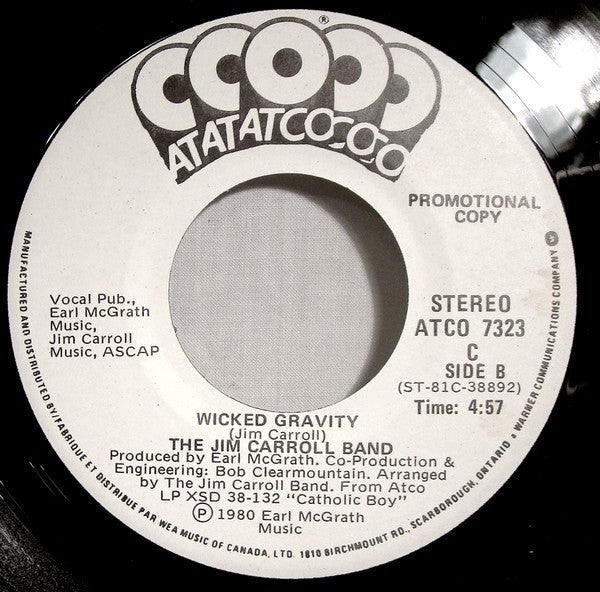 ATATATCOCOCO
®
PROMOTIONAL
COPY
Vocal Pub.,
Earl McGrath
Music,
Jim Carroll
Music, ASCAP
STEREO
ATCO 7323
C
SIDE B
(ST-81C-38892)
Time: 4:57
WICKED GRAVITY
(Jim Carroll)
THE JIM CARROLL BAND
Produced by Earl McGrath. Co-Production &
Engineering: Bob Clearmountain. Arranged
by The Jim Carroll Band. From Atco
LP XSD 38-132 "Catholic Boy"
Ⓟ 1980 Earl McGrath
Music
MANUFACTURED AND DISTRIBUTED BY/FABRIQUE ET DISTRIBUE PAR WEA MUSIC OF CANADA, LTD. 1810 BIRCHMOUNT RD., SCARBOROUGH, ONTARIO a WARNER COMMUNICATIONS COMPANY